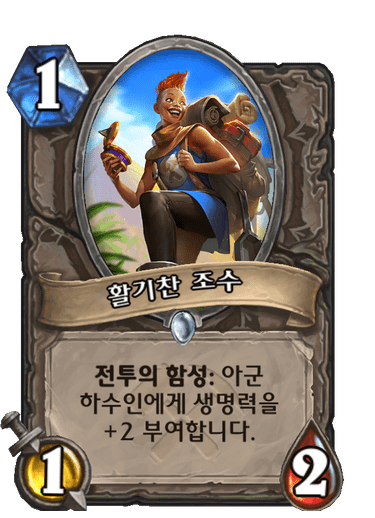 1
활기찬 조수
전투의 함성: 아군
하수인에게 생명력을
+2 부여합니다.
1
2